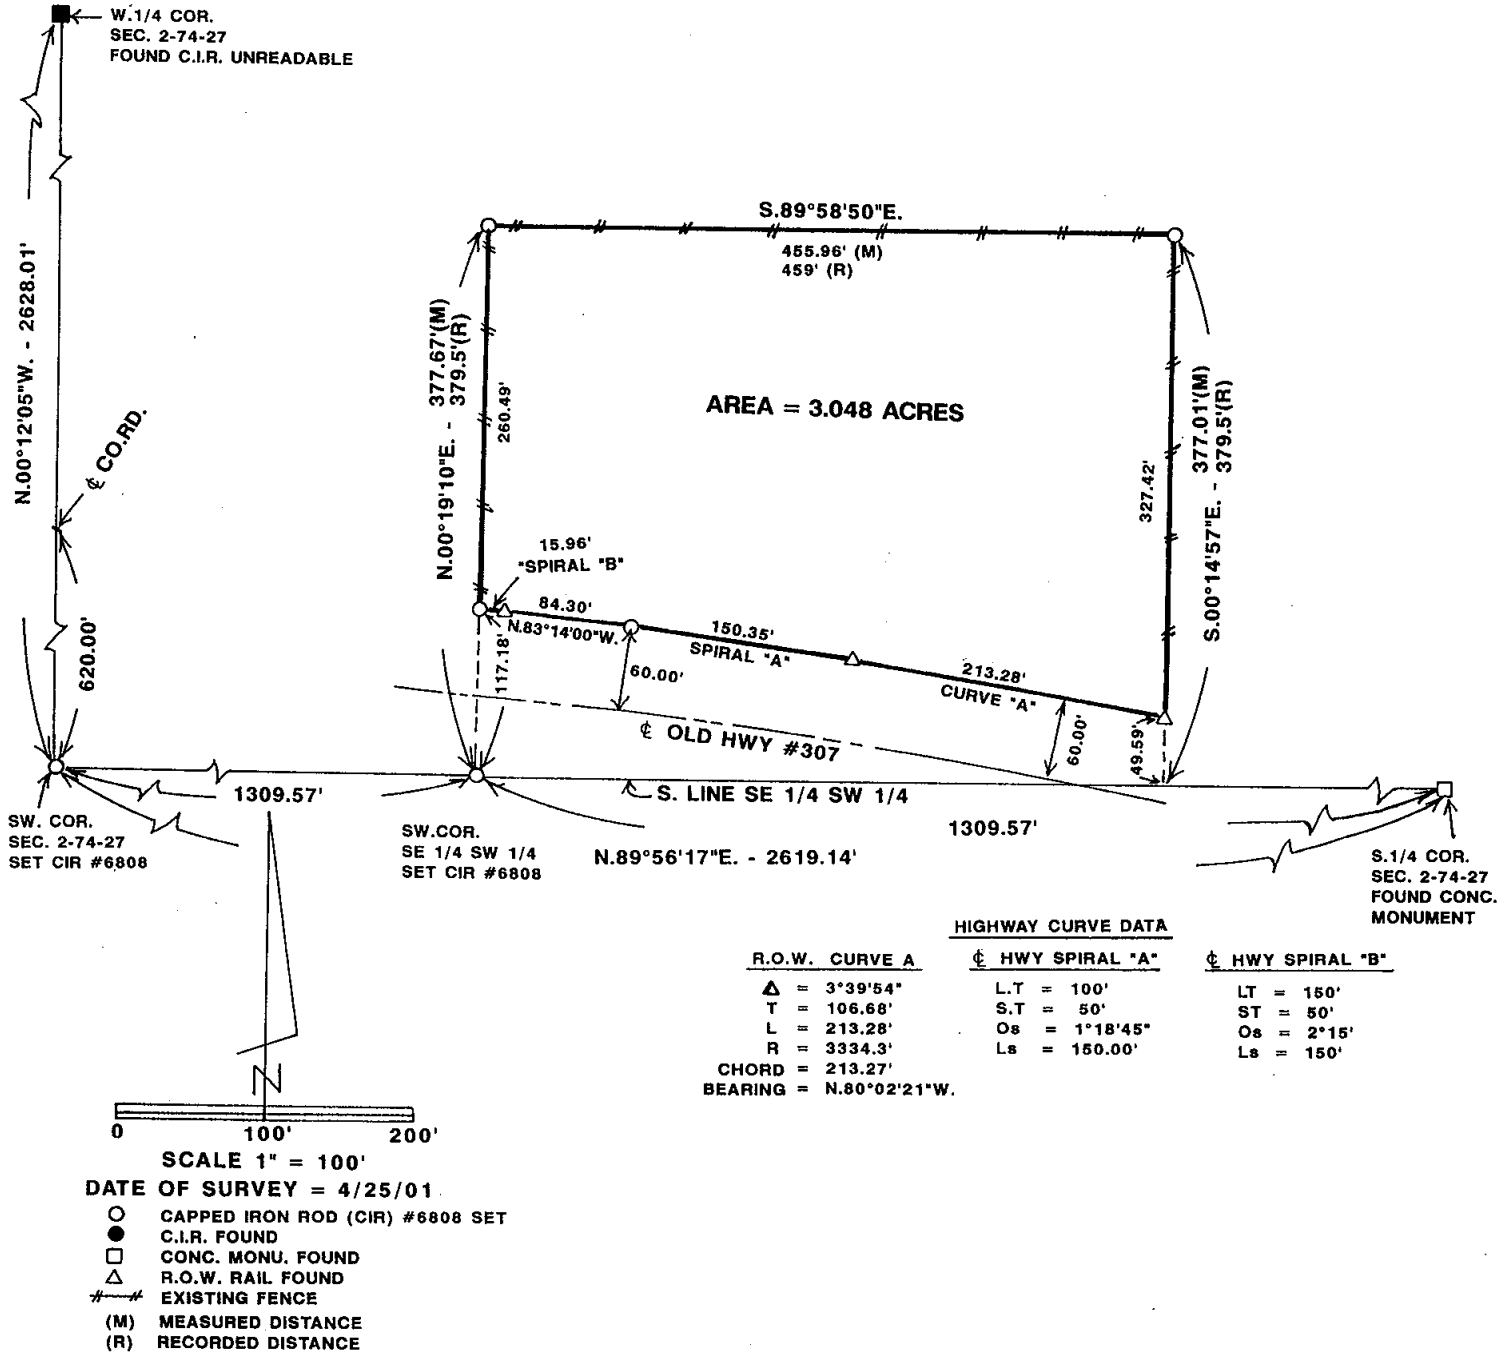 W.1/4 COR.
SEC. 2-74-27
FOUND C.I.R. UNREADABLE
N.00°12'05"W. - 2628.01'
℄ CO.RD.
620.00'
S.89°58'50"E.
455.96' (M)
459' (R)
N.00°19'10"E. - 377.67'(M)
379.5'(R)
260.49'
AREA = 3.048 ACRES
327.42'
S.00°14'57"E. - 377.01'(M)
379.5'(R)
15.96'
"SPIRAL "B"
84.30'
N.83°14'00"W.
117.18'
60.00'
150.35'
SPIRAL "A"
213.28'
CURVE "A"
60.00'
49.59'
℄ OLD HWY #307
1309.57'
S. LINE SE 1/4 SW 1/4
1309.57'
SW. COR.
SEC. 2-74-27
SET CIR #6808
SW.COR.
SE 1/4 SW 1/4
SET CIR #6808
N.89°56'17"E. - 2619.14'
S.1/4 COR.
SEC. 2-74-27
FOUND CONC.
MONUMENT
HIGHWAY CURVE DATA
R.O.W. CURVE A
△ = 3°39'54"
T = 106.68'
L = 213.28'
R = 3334.3'
CHORD = 213.27'
BEARING = N.80°02'21"W.
℄ HWY SPIRAL "A"
L.T = 100'
S.T = 50'
Os = 1°18'45"
Ls = 150.00'
℄ HWY SPIRAL "B"
LT = 150'
ST = 50'
Os = 2°15'
Ls = 150'
N
0 100' 200'
SCALE 1" = 100'
DATE OF SURVEY = 4/25/01
CAPPED IRON ROD (CIR) #6808 SET
C.I.R. FOUND
CONC. MONU. FOUND
R.O.W. RAIL FOUND
EXISTING FENCE
(M) MEASURED DISTANCE
(R) RECORDED DISTANCE